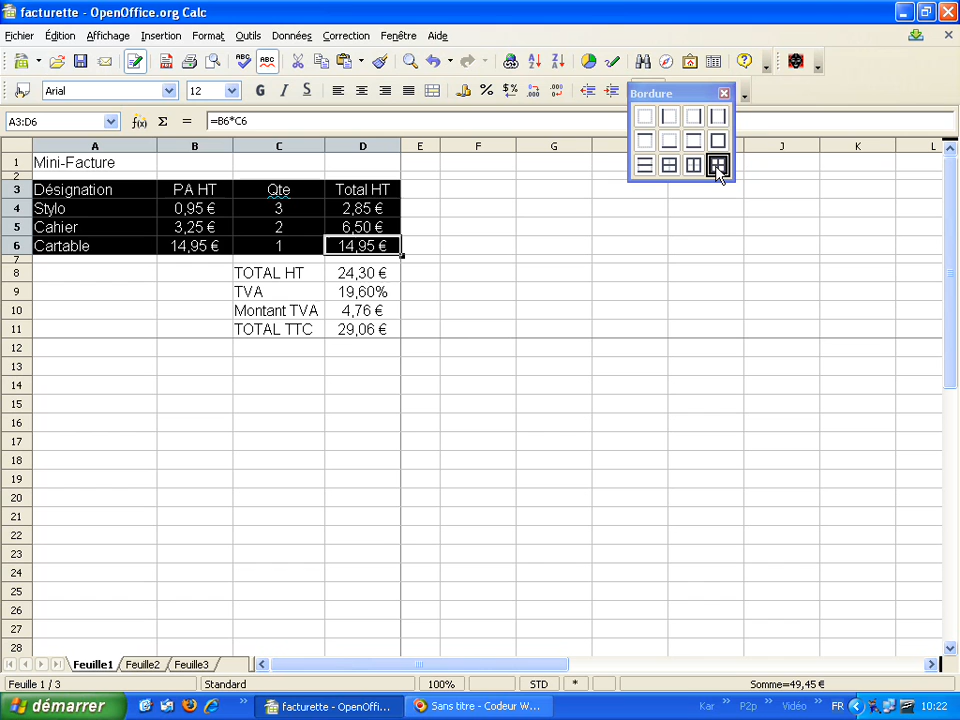 facturette - OpenOffice.org Calc
Fichier Édition Affichage Insertion Format Outils Données Correction Fenêtre Aide
Arial 12 G I S
Bordure
A3:D6 =B6*C6
A B C D E F G H I J K L
1 Mini-Facture
2
3 Désignation PA HT Qte Total HT
4 Stylo 0,95 € 3 2,85 €
5 Cahier 3,25 € 2 6,50 €
6 Cartable 14,95 € 1 14,95 €
7
8 TOTAL HT 24,30 €
9 TVA 19,60%
10 Montant TVA 4,76 €
11 TOTAL TTC 29,06 €
12
13
14
15
16
17
18
19
20
21
22
23
24
25
26
27
28
Feuille1 Feuille2 Feuille3
Feuille 1 / 3 Standard 100% STD * Somme=49,45 €
démarrer facturette - OpenOffi... Sans titre - Codeur W... Kar P2p Vidéo FR 10:22